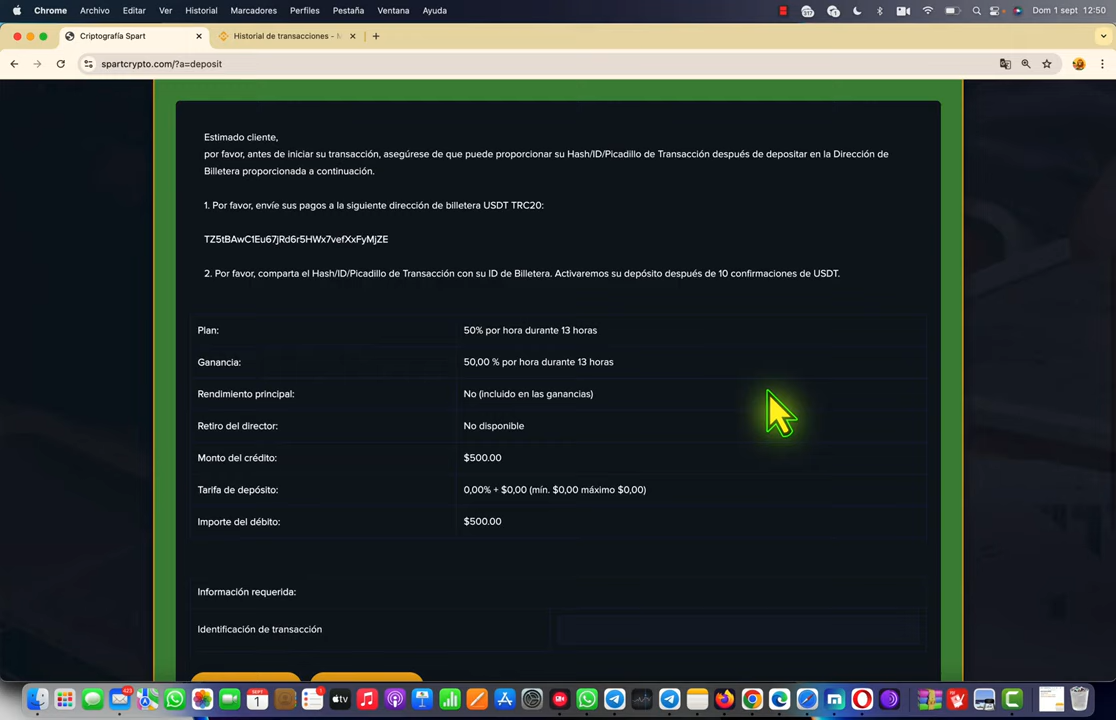 Chrome Archivo Editar Ver Historial Marcadores Perfiles Pestaña Ventana Ayuda Dom 1 sept 12:50
Criptografía Spart Historial de transacciones -
spartcrypto.com/?a=deposit
Estimado cliente,
por favor, antes de iniciar su transacción, asegúrese de que puede proporcionar su Hash/ID/Picadillo de Transacción después de depositar en la Dirección de
Billetera proporcionada a continuación.
1. Por favor, envíe sus pagos a la siguiente dirección de billetera USDT TRC20:
TZ5tBAwC1Eu67jRd6r5HWx7vefXxFyMjZE
2. Por favor, comparta el Hash/ID/Picadillo de Transacción con su ID de Billetera. Activaremos su depósito después de 10 confirmaciones de USDT.
Plan: 50% por hora durante 13 horas
Ganancia: 50,00 % por hora durante 13 horas
Rendimiento principal: No (incluido en las ganancias)
Retiro del director: No disponible
Monto del crédito: $500.00
Tarifa de depósito: 0,00% + $0,00 (mín. $0,00 máximo $0,00)
Importe del débito: $500.00
Información requerida:
Identificación de transacción